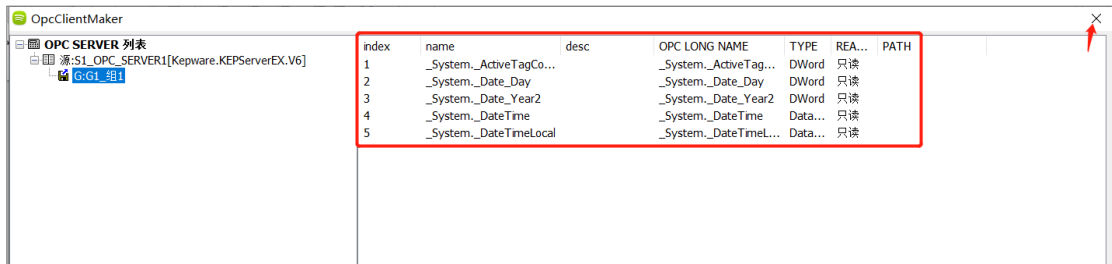 OpcClientMaker
OPC SERVER 列表
源:S1_OPC_SERVER1[Kepware.KEPServerEX.V6]
G:G1_组1
index name desc OPC LONG NAME TYPE REA... PATH
1 _System._ActiveTagCo... _System._ActiveTag... DWord 只读
2 _System._Date_Day _System._Date_Day DWord 只读
3 _System._Date_Year2 _System._Date_Year2 DWord 只读
4 _System._DateTime _System._DateTime Data... 只读
5 _System._DateTimeLocal _System._DateTimeL... Data... 只读